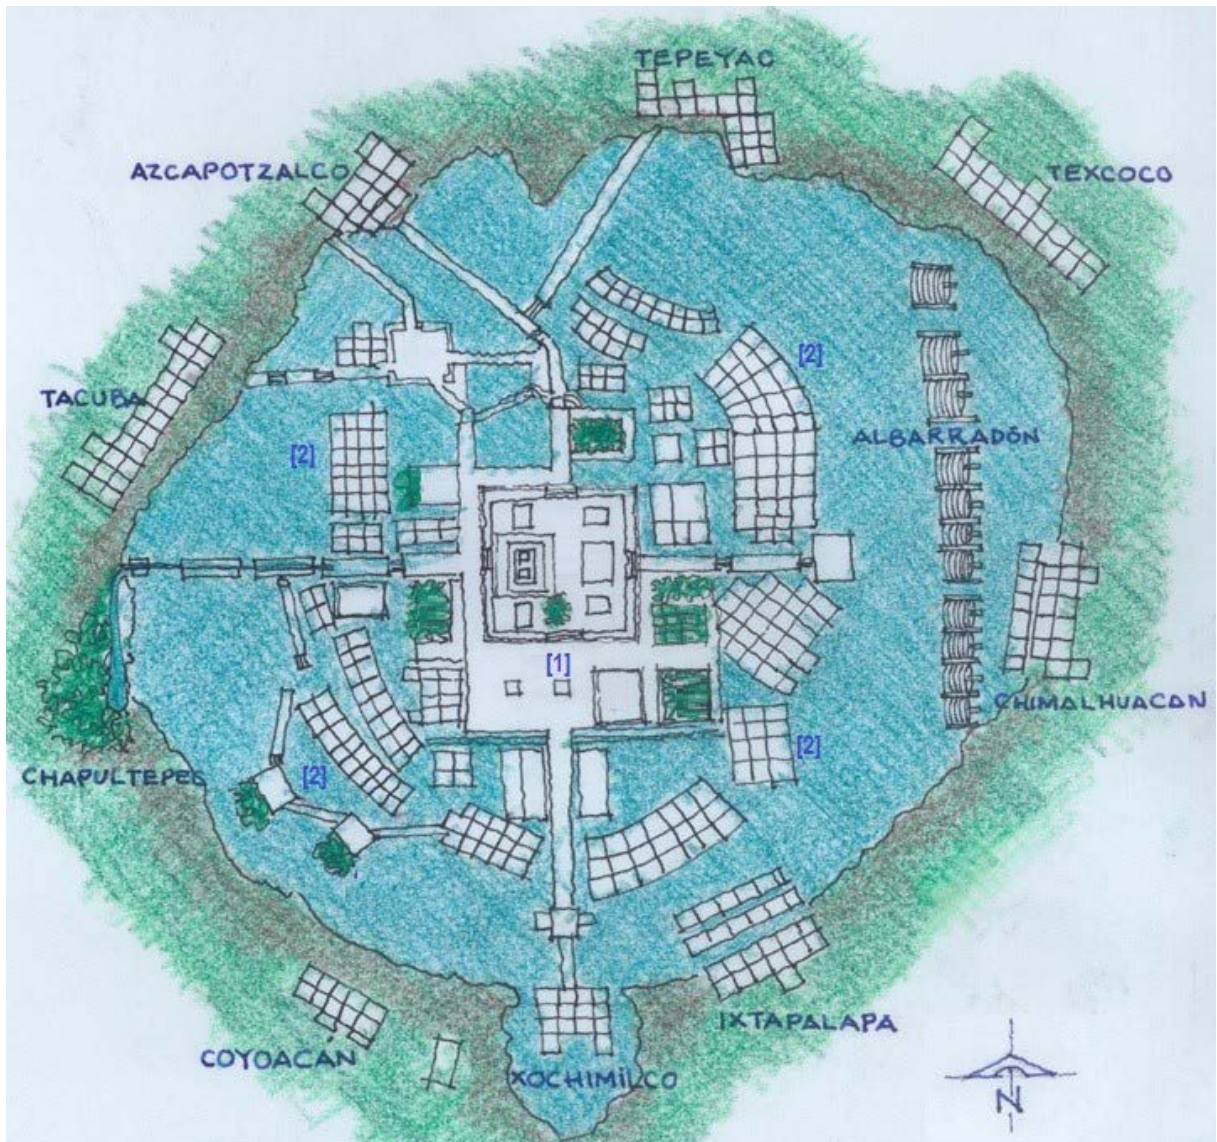 TEPEYAC
AZCAPOTZALCO
TEXCOCO
[2]
TACUBA
ALBARRADÓN
[2]
[1]
CHIMALHUACAN
[2]
CHAPULTEPEC
[2]
IXTAPALAPA
COYOACÁN
XOCHIMILCO
N